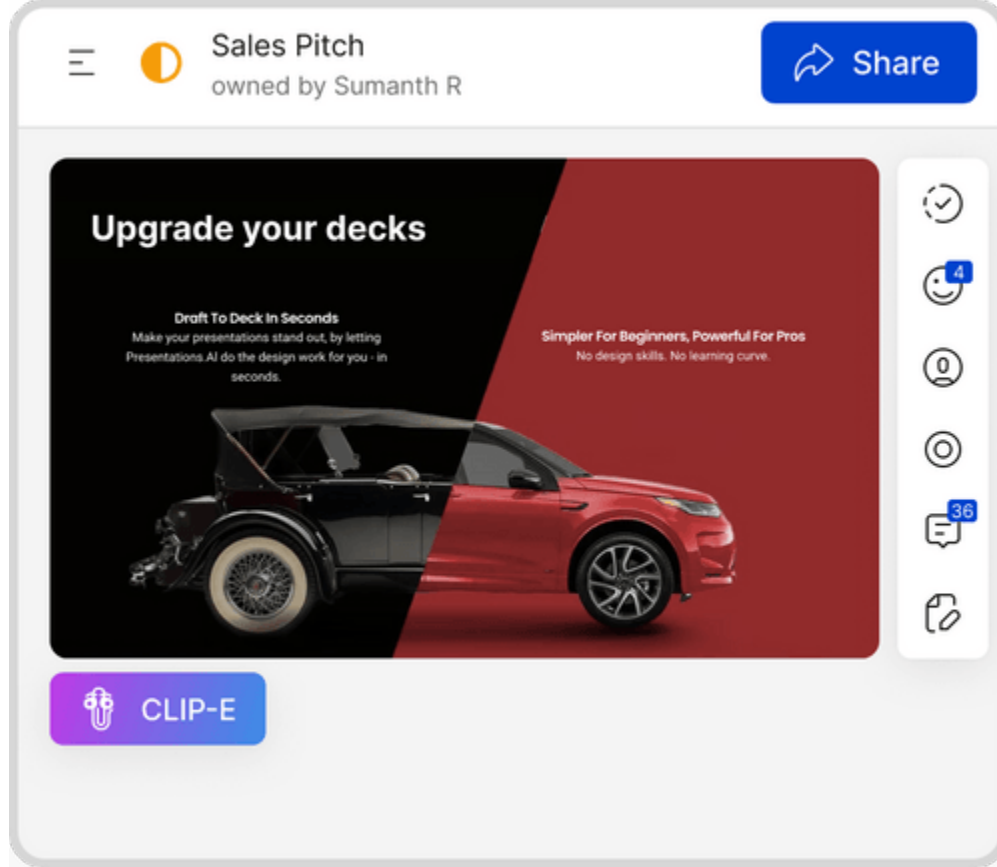 Sales Pitch
owned by Sumanth R
Share
Upgrade your decks
Draft To Deck In Seconds
Make your presentations stand out, by letting
Presentations.AI do the design work for you - in
seconds.
Simpler For Beginners, Powerful For Pros
No design skills. No learning curve.
4
0
36
CLIP-E